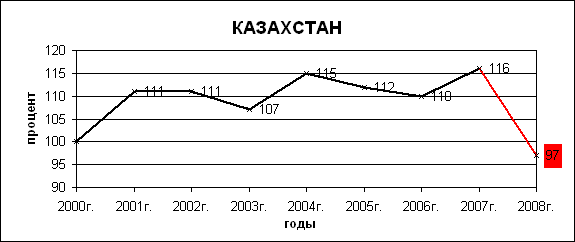 КАЗАХСТАН
120
115
110
105
100
95
90
процент
111
111
107
115
112
110
116
97
2000г.
2001г.
2002г.
2003г.
2004г.
2005г.
2006г.
2007г.
2008г.
годы